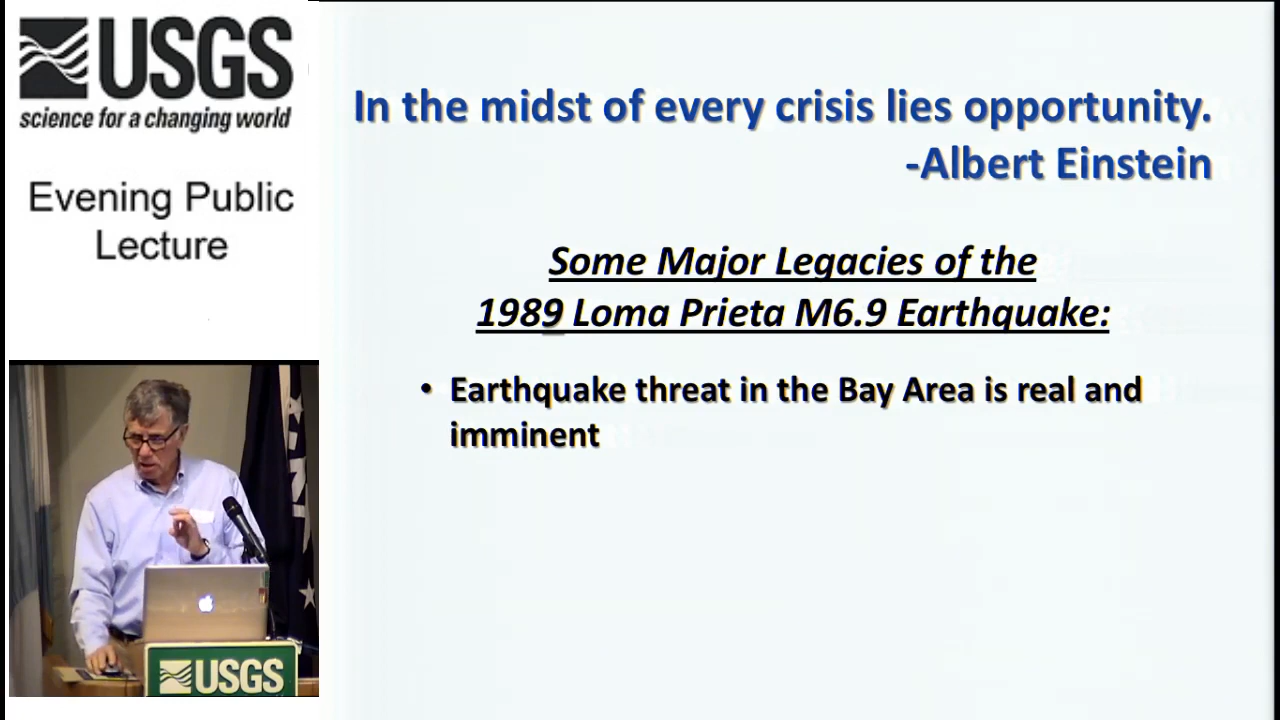 USGS
science for a changing world
Evening Public
Lecture
In the midst of every crisis lies opportunity.
-Albert Einstein
Some Major Legacies of the
1989 Loma Prieta M6.9 Earthquake:
• Earthquake threat in the Bay Area is real and
imminent
USGS